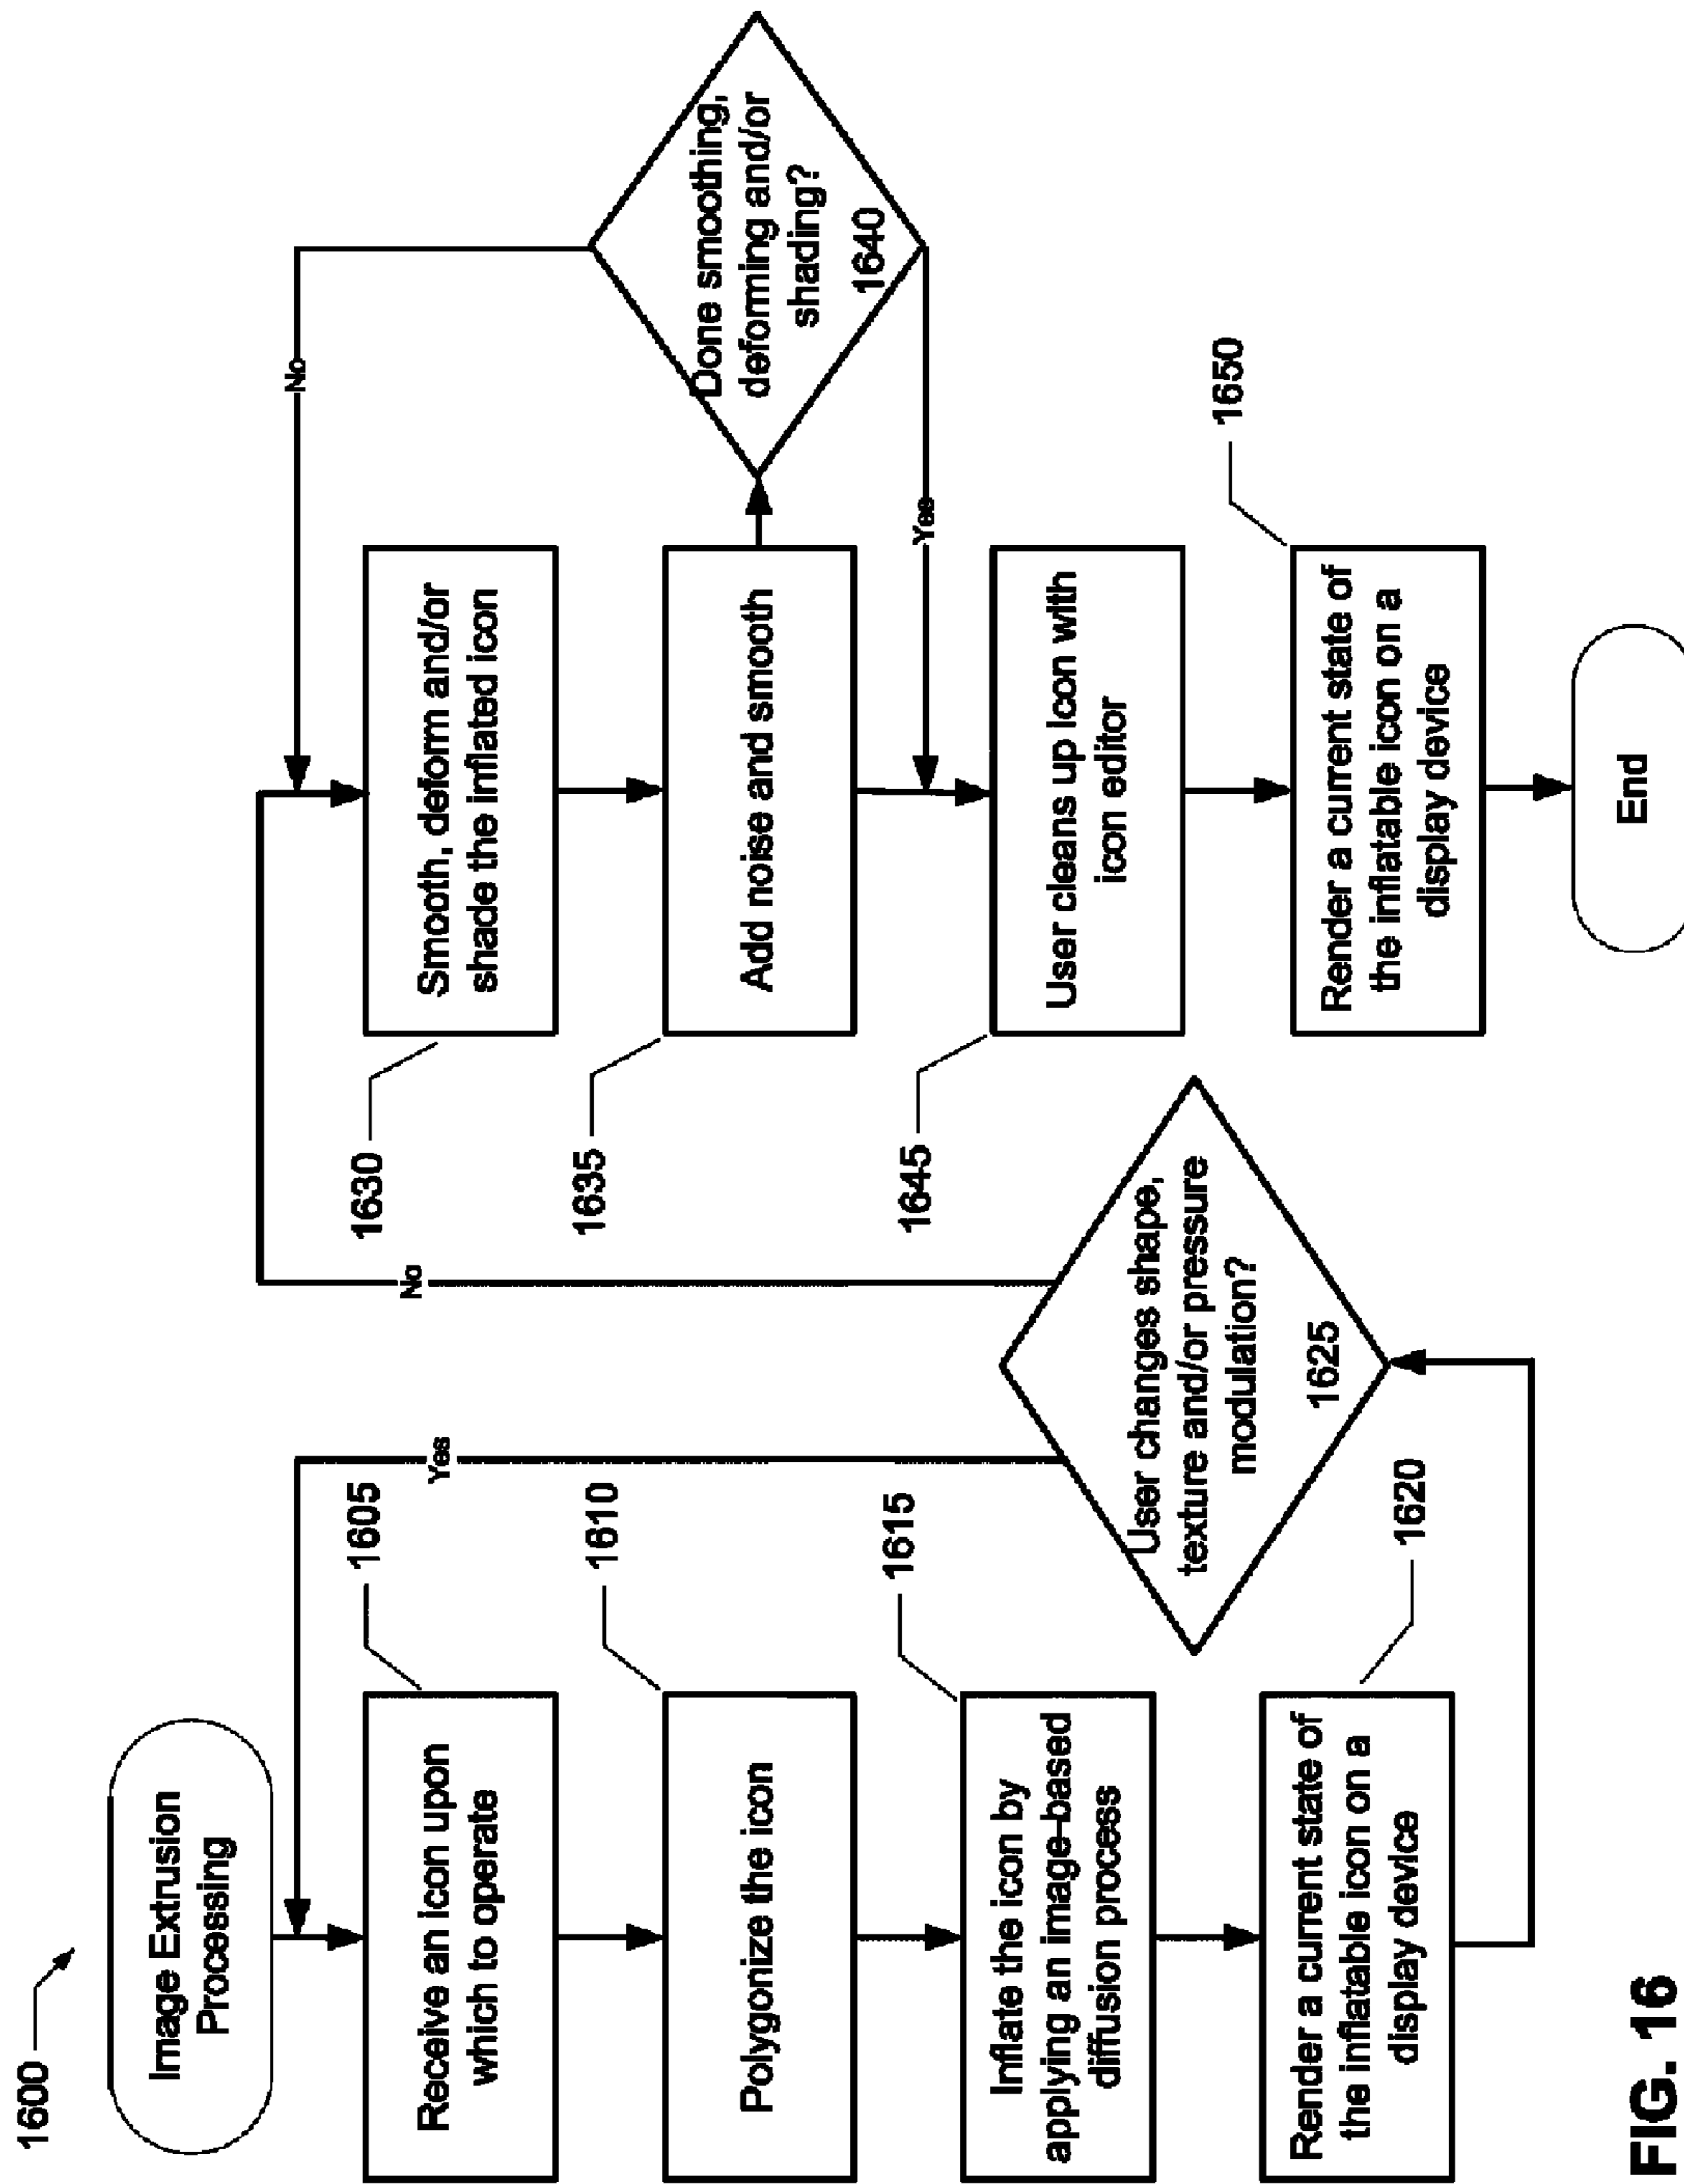 1600
Image Extrusion
Processing
Receive an icon upon
which to operate
1605
Polygonize the icon
1610
Inflate the icon by
applying an image-based
diffusion process
1615
Render a current state of
the inflatable icon on a
display device
1620
User changes shape,
texture and/or pressure
modulation?
1625
Yes
No
Smooth, deform and/or
shade the inflated icon
1630
Add noise and smooth
1635
Done smoothing,
deforming and/or
shading?
1640
No
Yes
User cleans up icon with
icon editor
1645
Render a current state of
the inflatable icon on a
display device
1650
End
FIG. 16